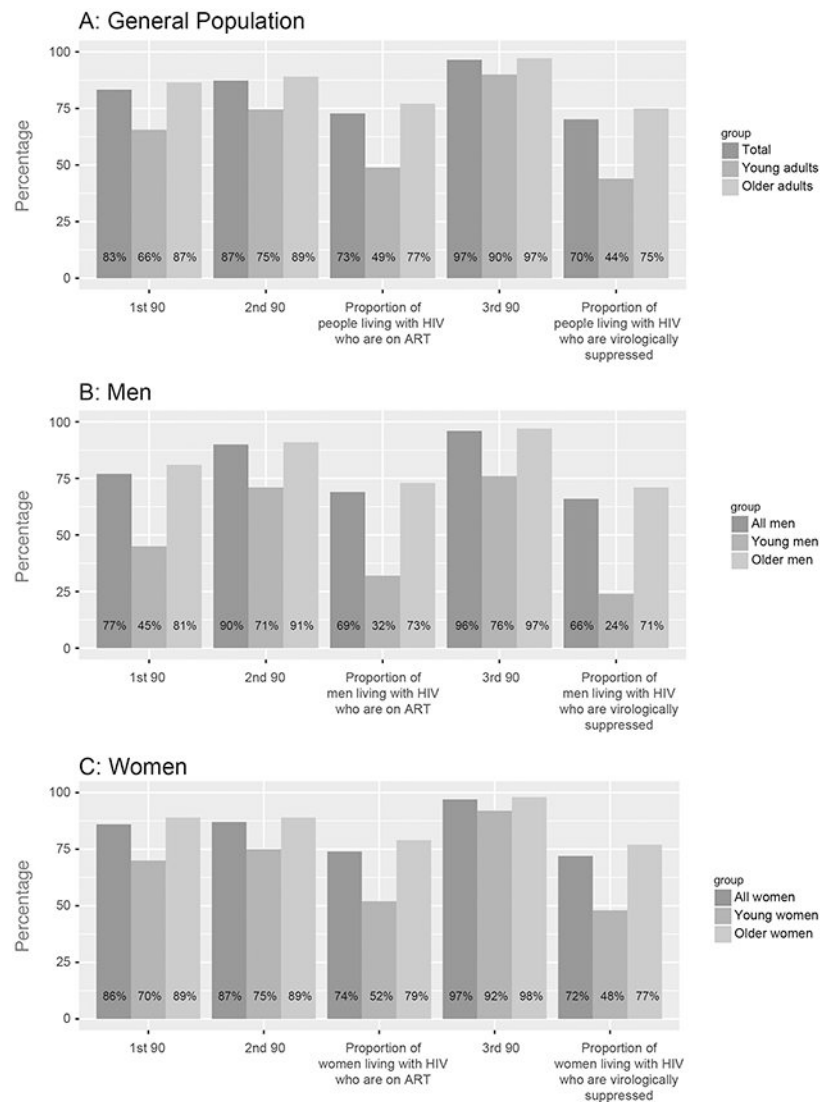 A: General Population
Percentage
100
75
50
25
0
83% 66% 87% 87% 75% 89% 73% 49% 77% 97% 90% 97% 70% 44% 75%
1st 90
2nd 90
Proportion of
people living with HIV
who are on ART
3rd 90
Proportion of
people living with HIV
who are virologically
suppressed
group
Total
Young adults
Older adults
B: Men
Percentage
100
75
50
25
0
77% 45% 81% 90% 71% 91% 69% 32% 73% 96% 76% 97% 66% 24% 71%
1st 90
2nd 90
Proportion of
men living with HIV
who are on ART
3rd 90
Proportion of
men living with HIV
who are virologically
suppressed
group
All men
Young men
Older men
C: Women
Percentage
100
75
50
25
0
86% 70% 89% 87% 75% 89% 74% 52% 79% 97% 92% 98% 72% 48% 77%
1st 90
2nd 90
Proportion of
women living with HIV
who are on ART
3rd 90
Proportion of
women living with HIV
who are virologically
suppressed
group
All women
Young women
Older women